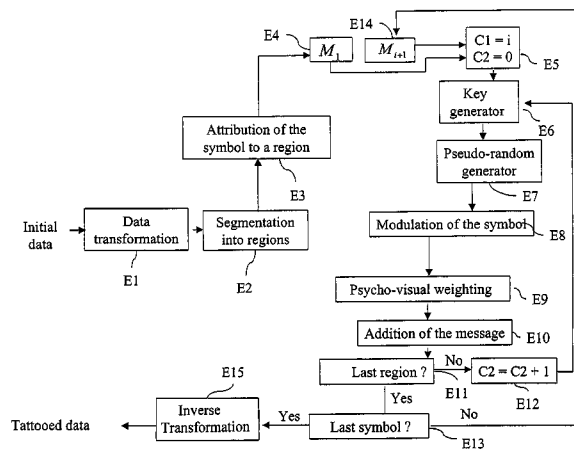 E4
E14
M1
Mi+1
C1 = i
C2 = 0
E5
Key
generator
E6
Attribution of the
symbol to a region
E3
Pseudo-random
generator
E7
Initial
data
Data
transformation
E1
Segmentation
into regions
E2
Modulation of the symbol
E8
Psycho-visual weighting
E9
Addition of the message
E10
Last region ?
No
E11
C2 = C2 + 1
E12
Yes
E15
Inverse
Transformation
Tattooed data
Yes
Last symbol ?
No
E13